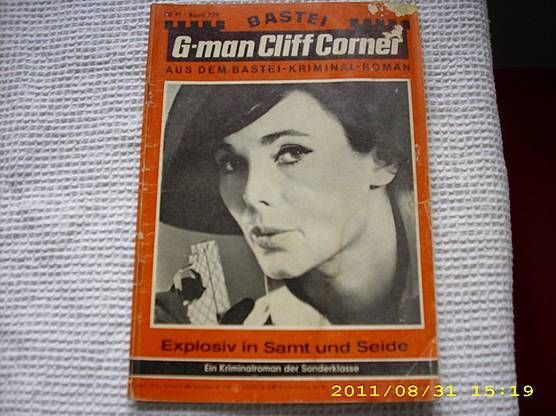 BASTEI
G-man Cliff Corner
AUS DEM BASTEI-KRIMINAL-ROMAN
Explosiv in Samt und Seide
Ein Kriminalroman der Sonderklasse
2011/08/31 15:19